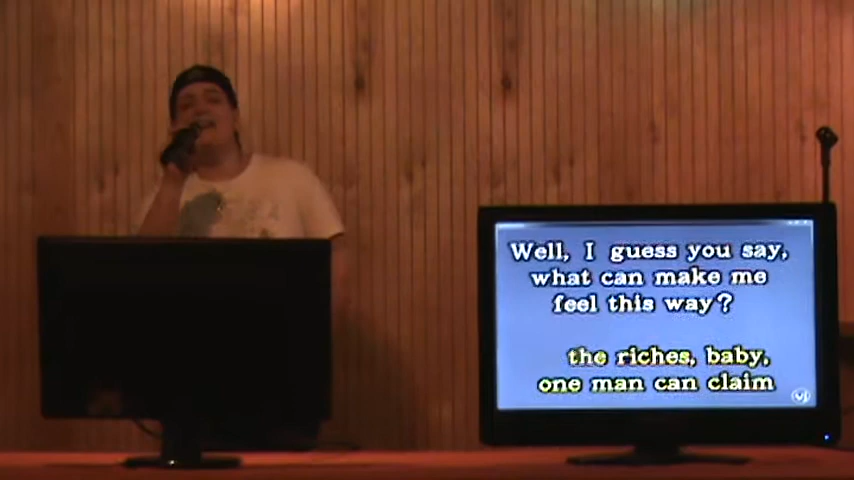 Well, I guess you say,
what can make me
feel this way?
the riches, baby,
one man can claim